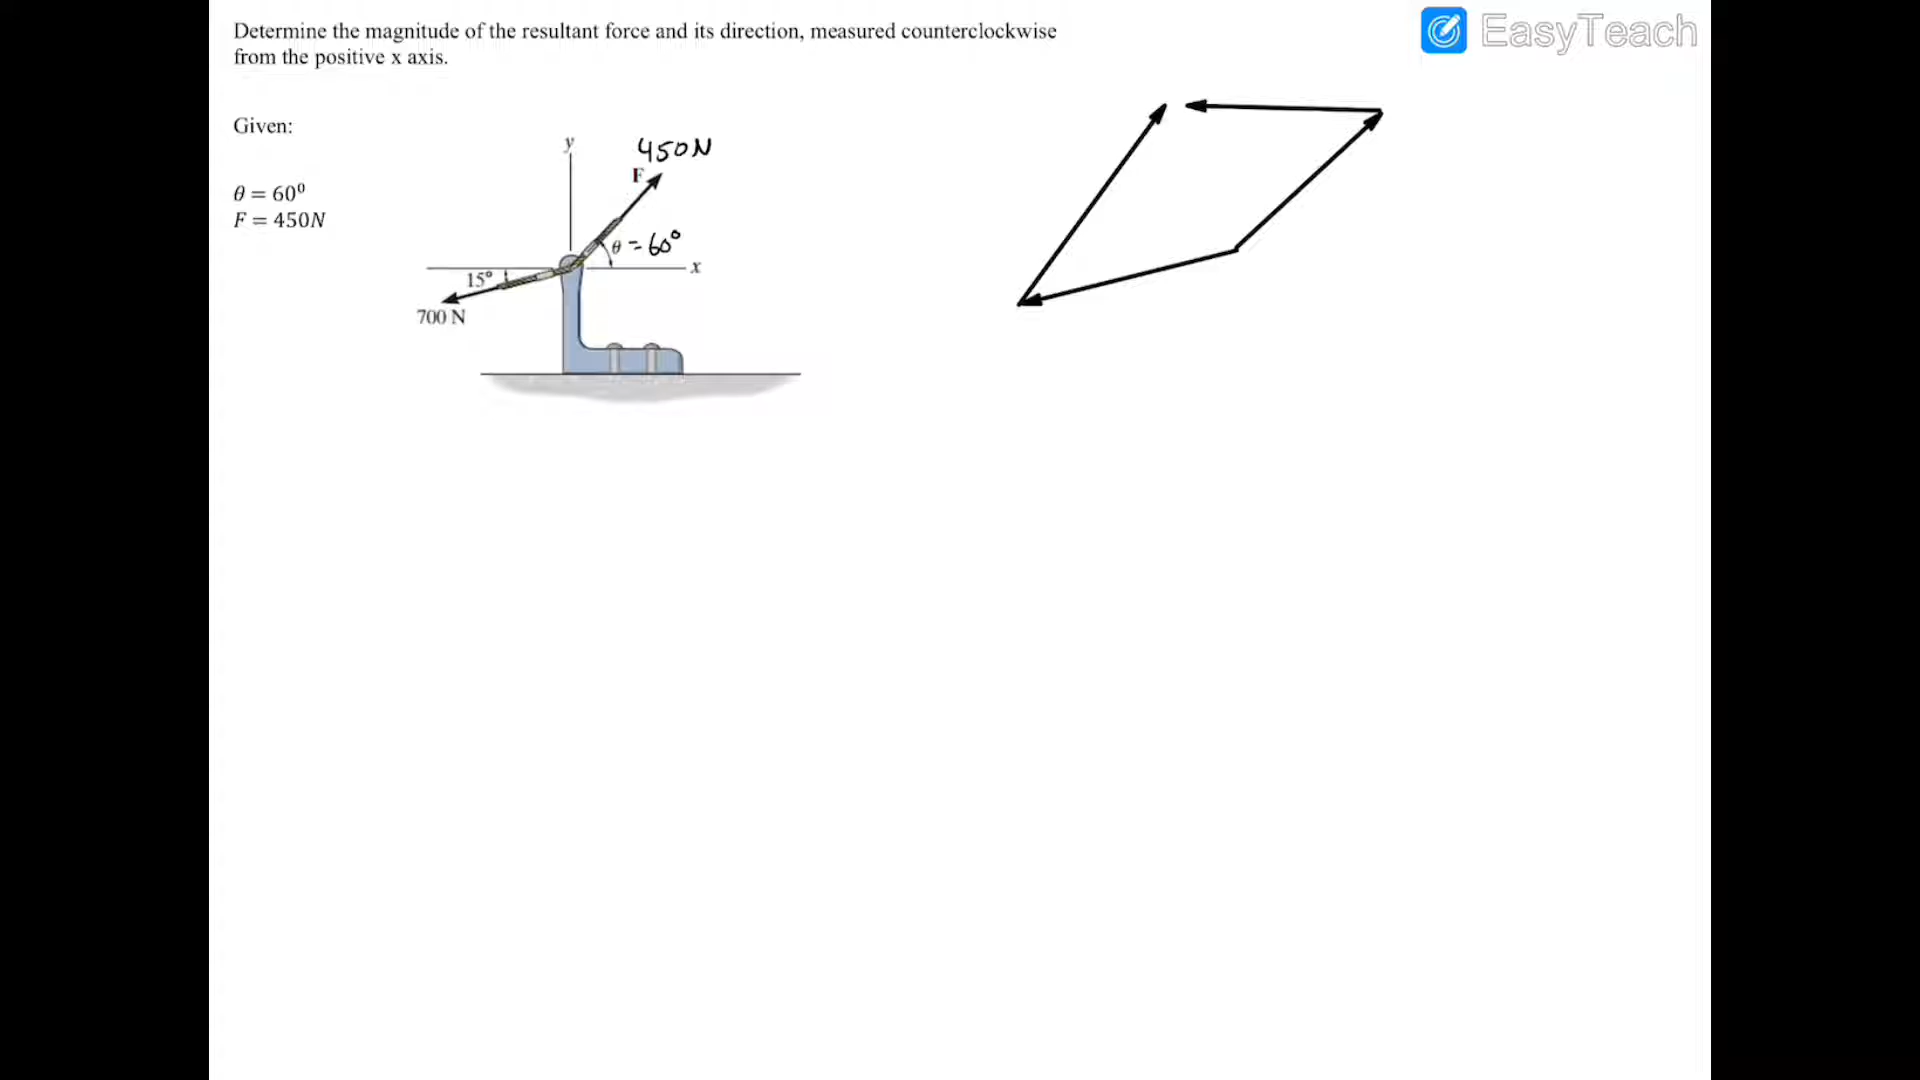 Determine the magnitude of the resultant force and its direction, measured counterclockwise
from the positive x axis.
EasyTeach
Given:
θ = 60⁰
F = 450N
y
450N
F
θ = 60°
x
15°
700 N